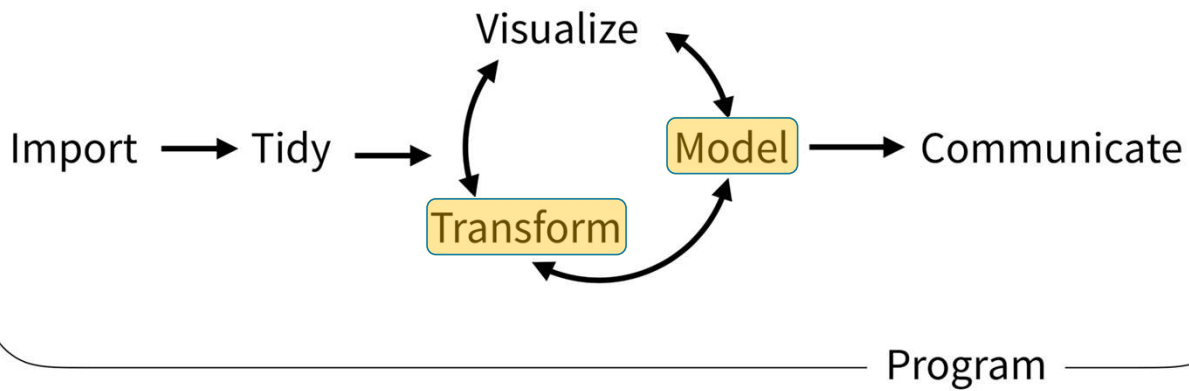 Visualize
Import
Tidy
Model
Communicate
Transform
Program